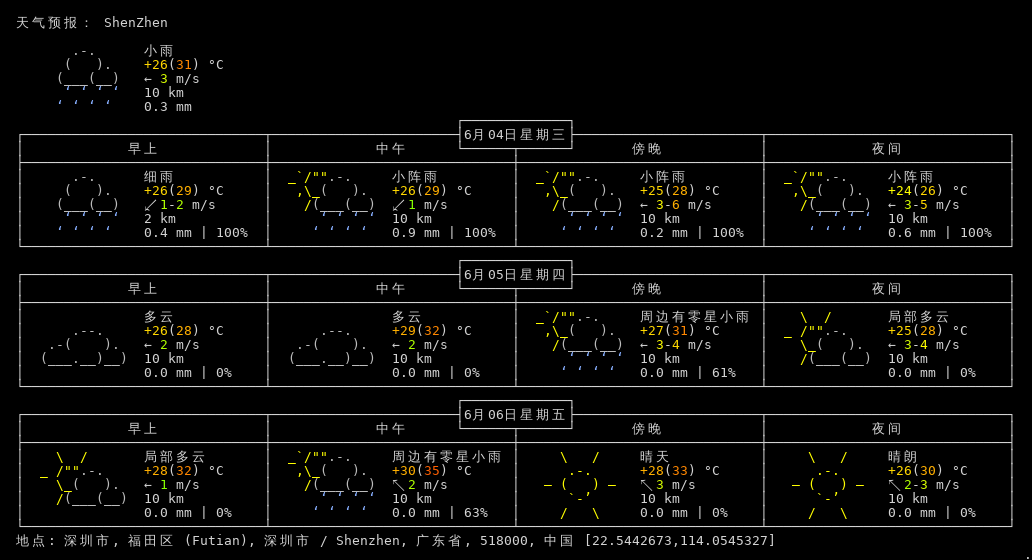 天气预报： ShenZhen
小雨
+26(31) °C
← 3 m/s
10 km
0.3 mm
6月04日星期三
早上 中午 傍晚 夜间
细雨 小阵雨 小阵雨 小阵雨
+26(29) °C +26(29) °C +25(28) °C +24(26) °C
↙1-2 m/s ↙1 m/s ← 3-6 m/s ← 3-5 m/s
2 km 10 km 10 km 10 km
0.4 mm | 100% 0.9 mm | 100% 0.2 mm | 100% 0.6 mm | 100%
6月05日星期四
早上 中午 傍晚 夜间
多云 多云 周边有零星小雨 局部多云
+26(28) °C +29(32) °C +27(31) °C +25(28) °C
← 2 m/s ← 2 m/s ← 3-4 m/s ← 3-4 m/s
10 km 10 km 10 km 10 km
0.0 mm | 0% 0.0 mm | 0% 0.0 mm | 61% 0.0 mm | 0%
6月06日星期五
早上 中午 傍晚 夜间
局部多云 周边有零星小雨 晴天 晴朗
+28(32) °C +30(35) °C +28(33) °C +26(30) °C
← 1 m/s ↖2 m/s ↖3 m/s ↖2-3 m/s
10 km 10 km 10 km 10 km
0.0 mm | 0% 0.0 mm | 63% 0.0 mm | 0% 0.0 mm | 0%
地点: 深圳市, 福田区 (Futian), 深圳市 / Shenzhen, 广东省, 518000, 中国 [22.5442673,114.0545327]